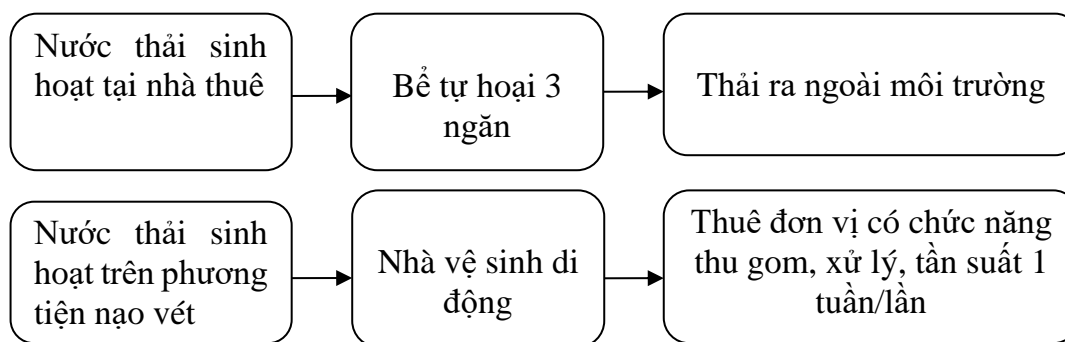 Nước thải sinh
hoạt tại nhà thuê
Bể tự hoại 3
ngăn
Thải ra ngoài môi trường
Nước thải sinh
hoạt trên phương
tiện nạo vét
Nhà vệ sinh di
động
Thuê đơn vị có chức năng
thu gom, xử lý, tần suất 1
tuần/lần